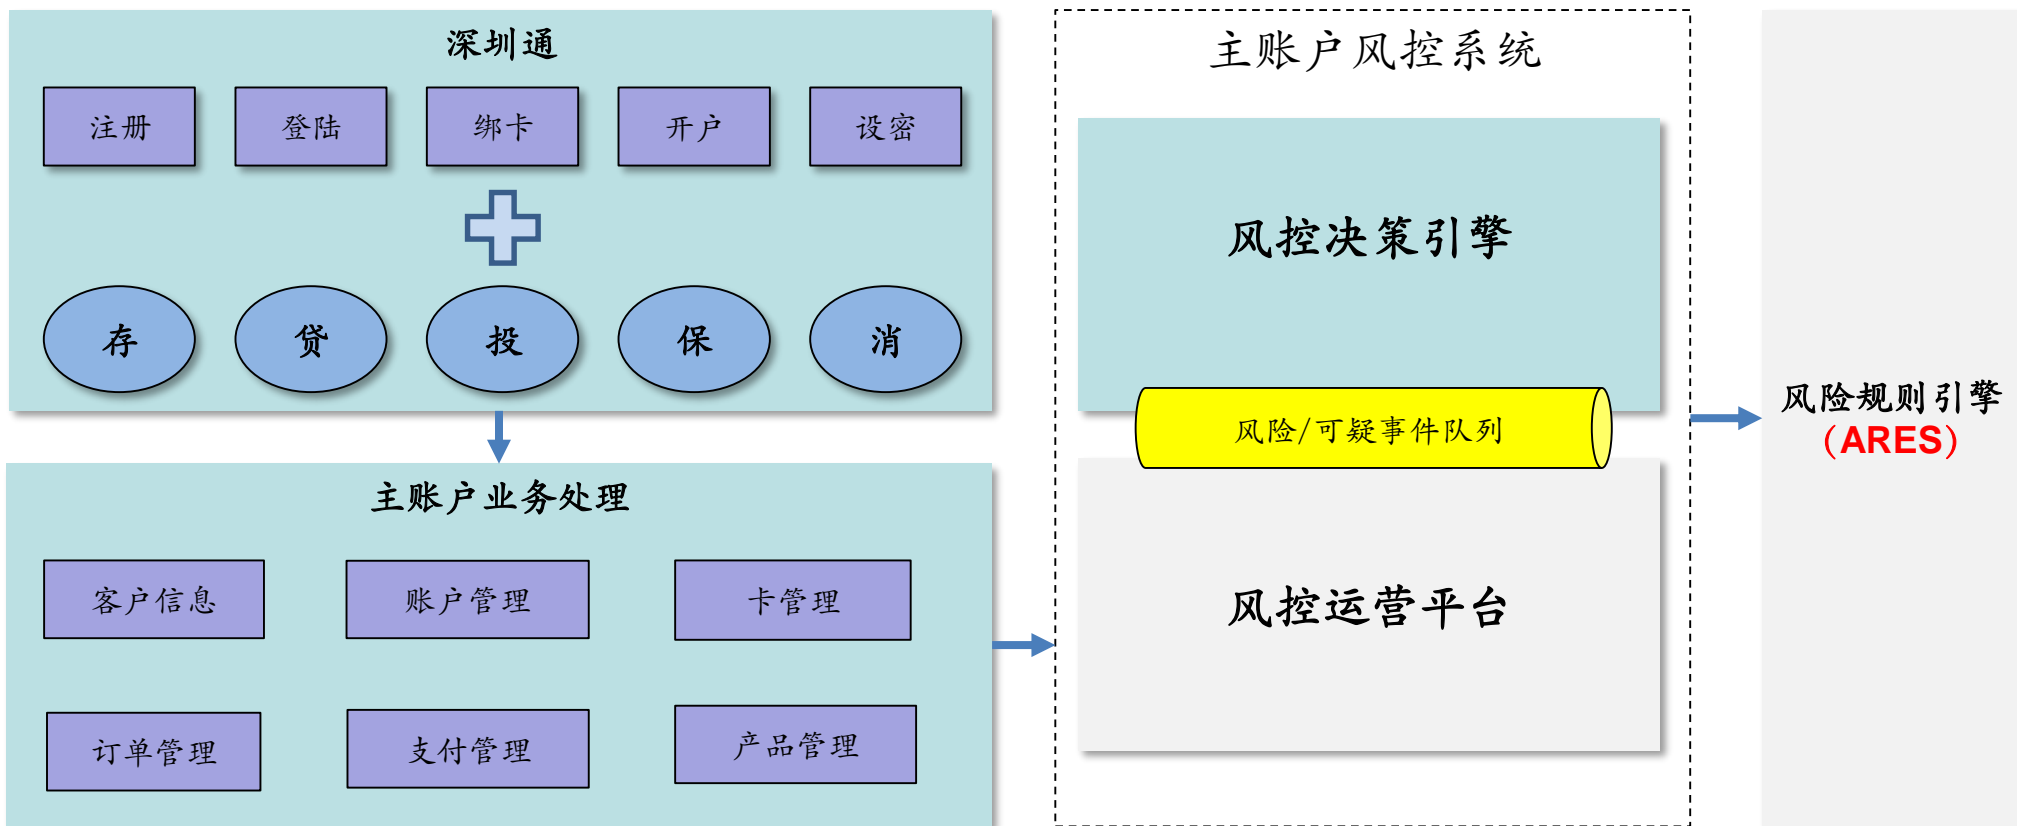 深圳通
注册
登陆
绑卡
开户
设密
存
贷
投
保
消
主账户业务处理
客户信息
账户管理
卡管理
订单管理
支付管理
产品管理
主账户风控系统
风控决策引擎
风险/可疑事件队列
风控运营平台
风险规则引擎
（ARES）